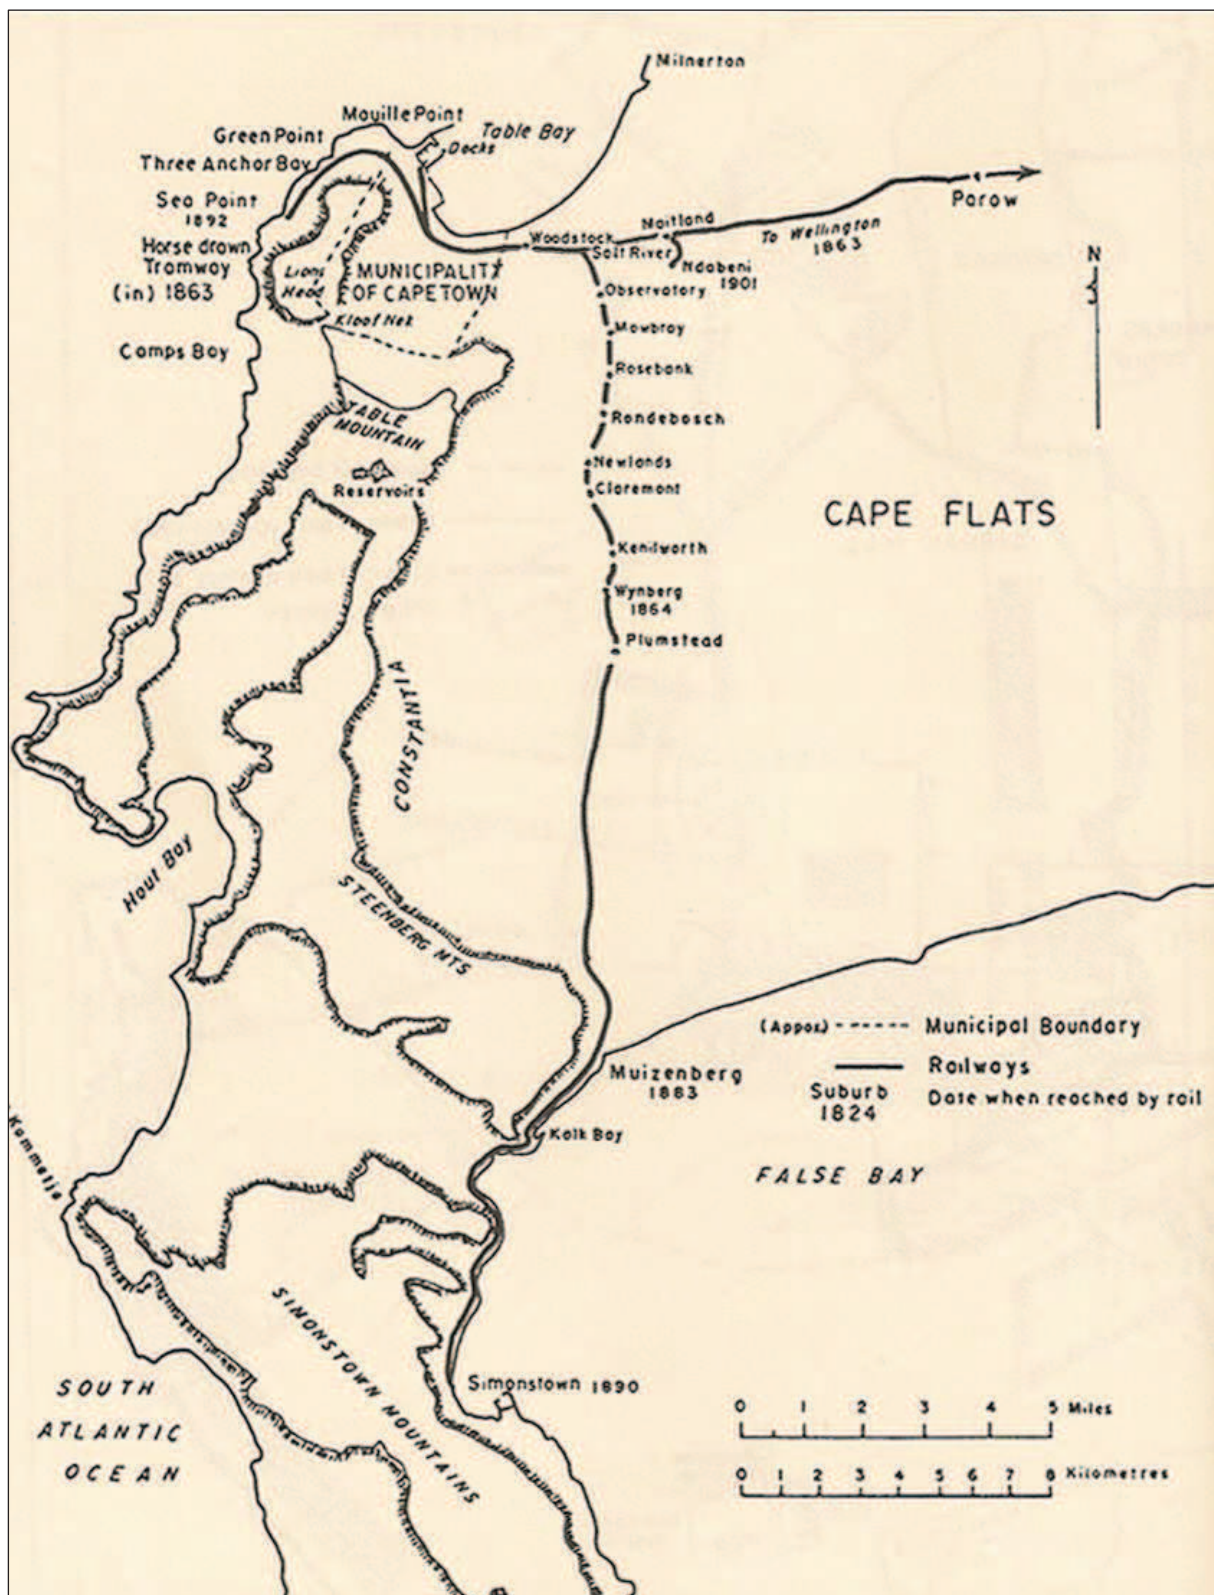 Milnerton
Mouille Point
Green Point
Table Bay
Docks
Three Anchor Bay
Sea Point
1892
Horse drawn
Tramway
(in) 1863
Lions
Head
MUNICIPALITY
OF CAPETOWN
Kloof Nek
Camps Bay
Woodstock
Salt River
Maitland
To Wellington
1863
Parow
Ndabeni
1901
N
Observatory
Mowbray
Rosebank
Rondebosch
Newlands
Claremont
Kenilworth
Wynberg
1864
Plumstead
TABLE
MOUNTAIN
Reservoirs
CAPE FLATS
CONSTANTIA
Hout Bay
STEENBERG MTS
(Appox) Municipal Boundary
Railways
Suburb Date when reached by rail
1824
Muizenberg
1883
Kalk Bay
FALSE BAY
Kommetje
SIMONSTOWN MOUNTAINS
Simonstown 1890
SOUTH
ATLANTIC
OCEAN
0 1 2 3 4 5 Miles
0 1 2 3 4 5 6 7 8 Kilometres